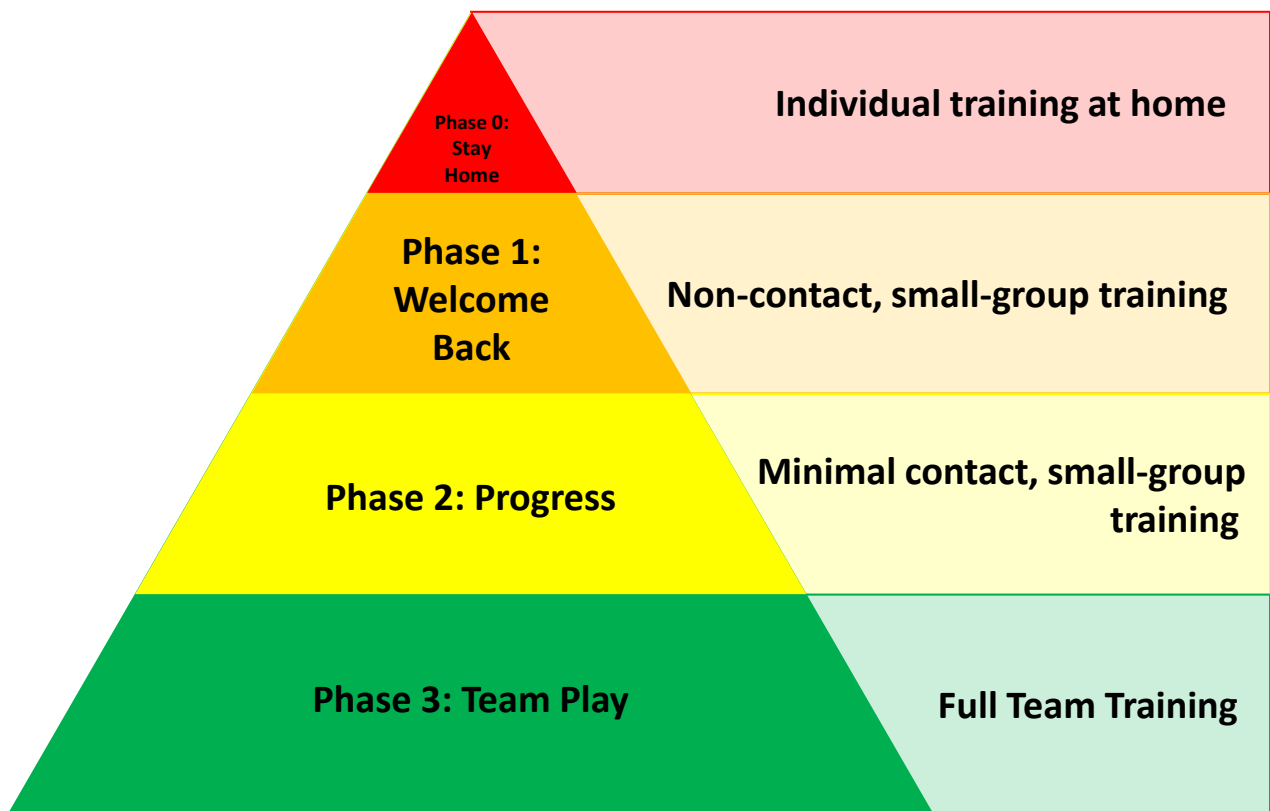 Phase 0:
Stay
Home
Individual training at home
Phase 1:
Welcome
Back
Non-contact, small-group training
Phase 2: Progress
Minimal contact, small-group
training
Phase 3: Team Play
Full Team Training